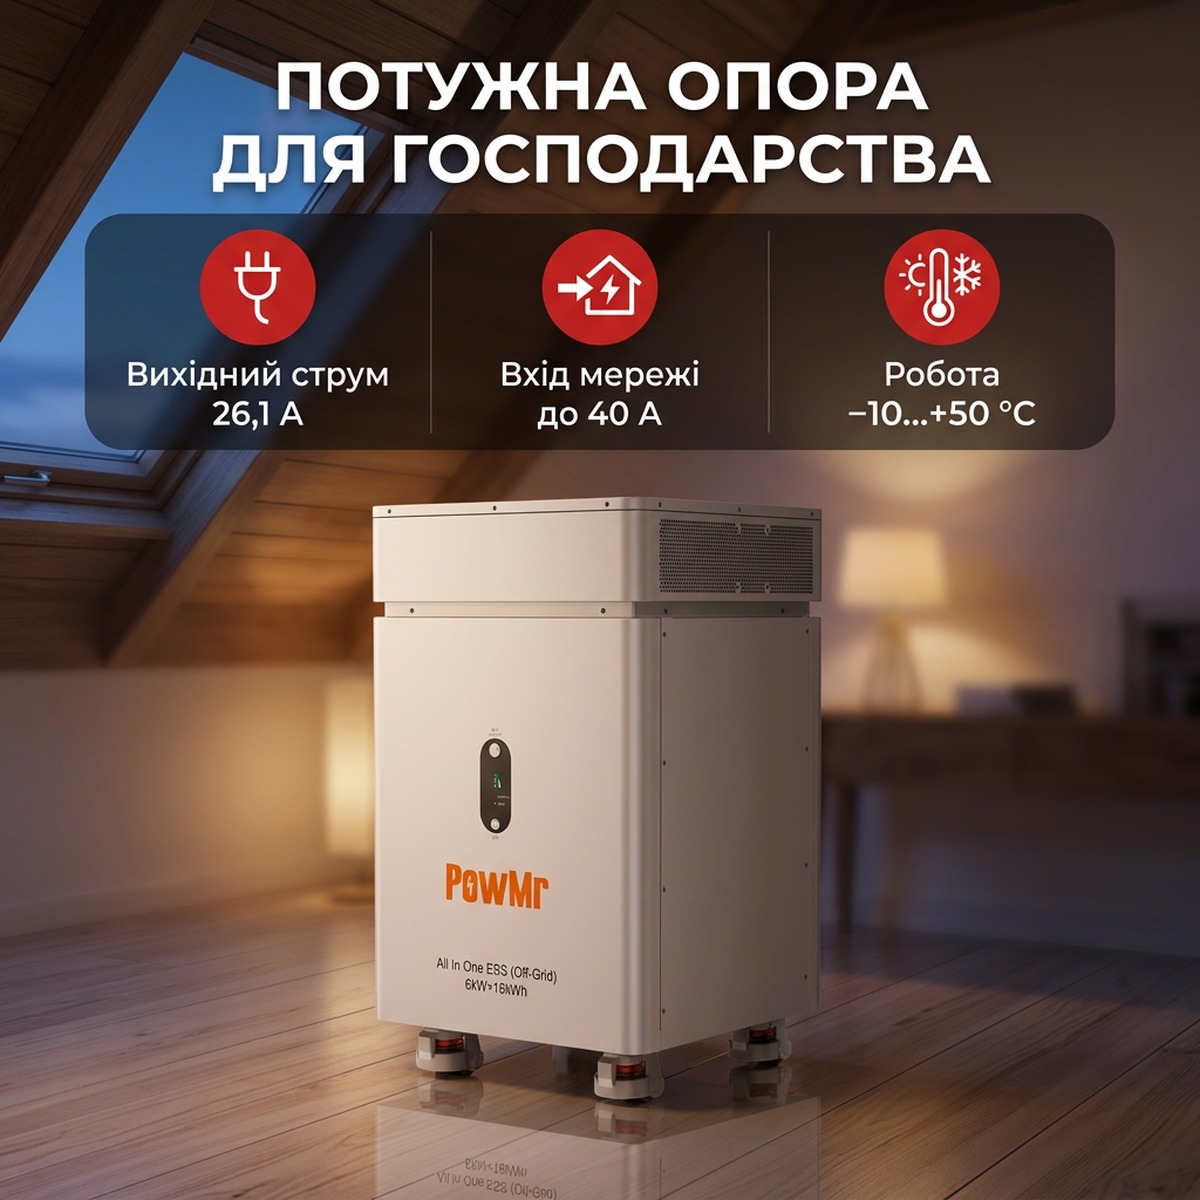 ПОТУЖНА ОПОРА
ДЛЯ ГОСПОДАРСТВА
Вихідний струм
26,1 А
Вхід мережі
до 40 А
Робота
–10...+50 °C
PowMr
All In One ESS (Off-Grid)
6kW+16kWh